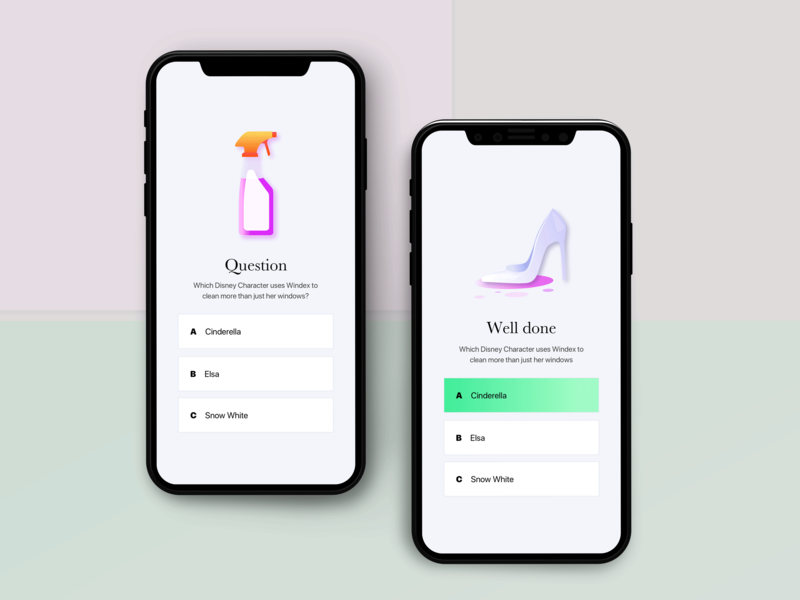 Question
Which Disney Character uses Windex to
clean more than just her windows?
A Cinderella
B Elsa
C Snow White
Well done
Which Disney Character uses Windex to
clean more than just her windows
A Cinderella
B Elsa
C Snow White